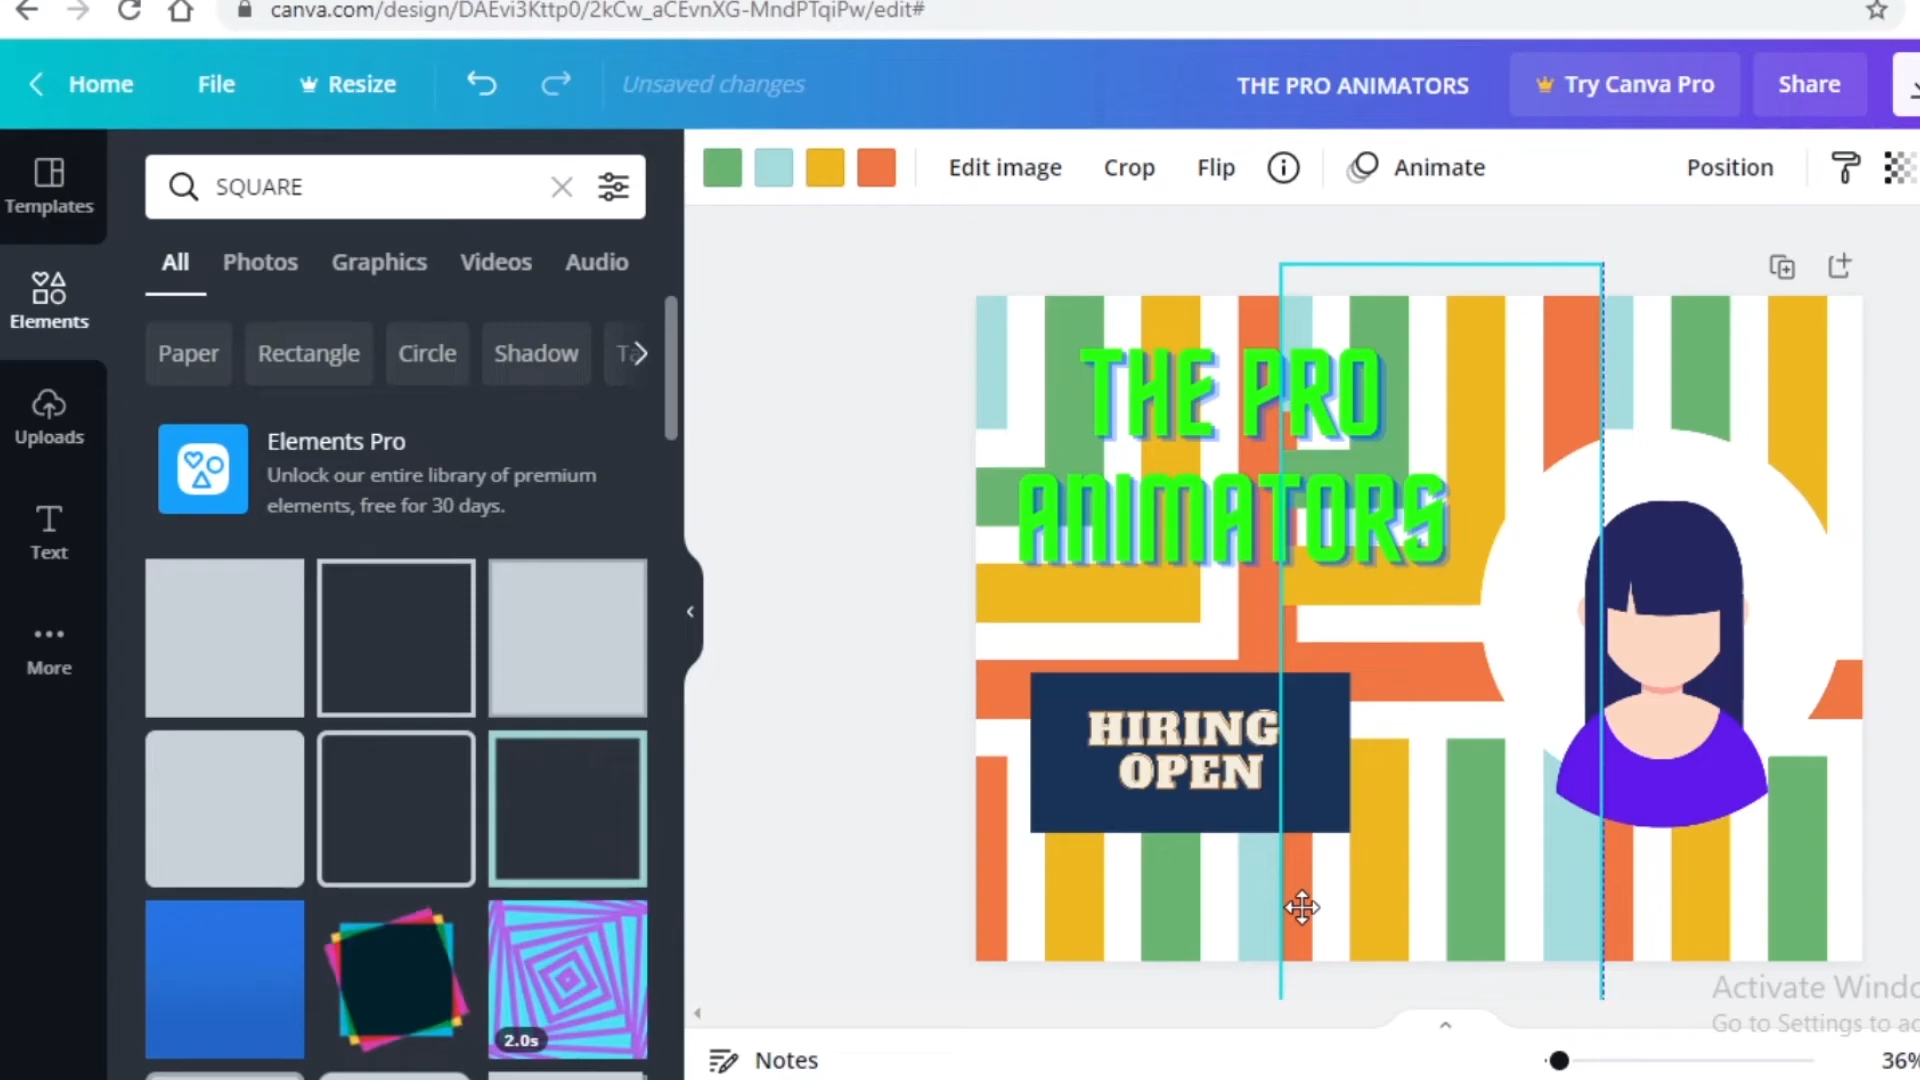 canva.com/design/DAEvi3Kttp0/2kCw_aCEvnXG-MndPTqiPw/edit#
Home
File
Resize
Unsaved changes
THE PRO ANIMATORS
Try Canva Pro
Share
Templates
Elements
Uploads
Text
More
SQUARE
All
Photos
Graphics
Videos
Audio
Paper
Rectangle
Circle
Shadow
Elements Pro
Unlock our entire library of premium
elements, free for 30 days.
2.0s
Edit image
Crop
Flip
Animate
Position
THE PRO
ANIMATORS
HIRING
OPEN
Activate Windo
Go to Settings to ac
Notes
36%